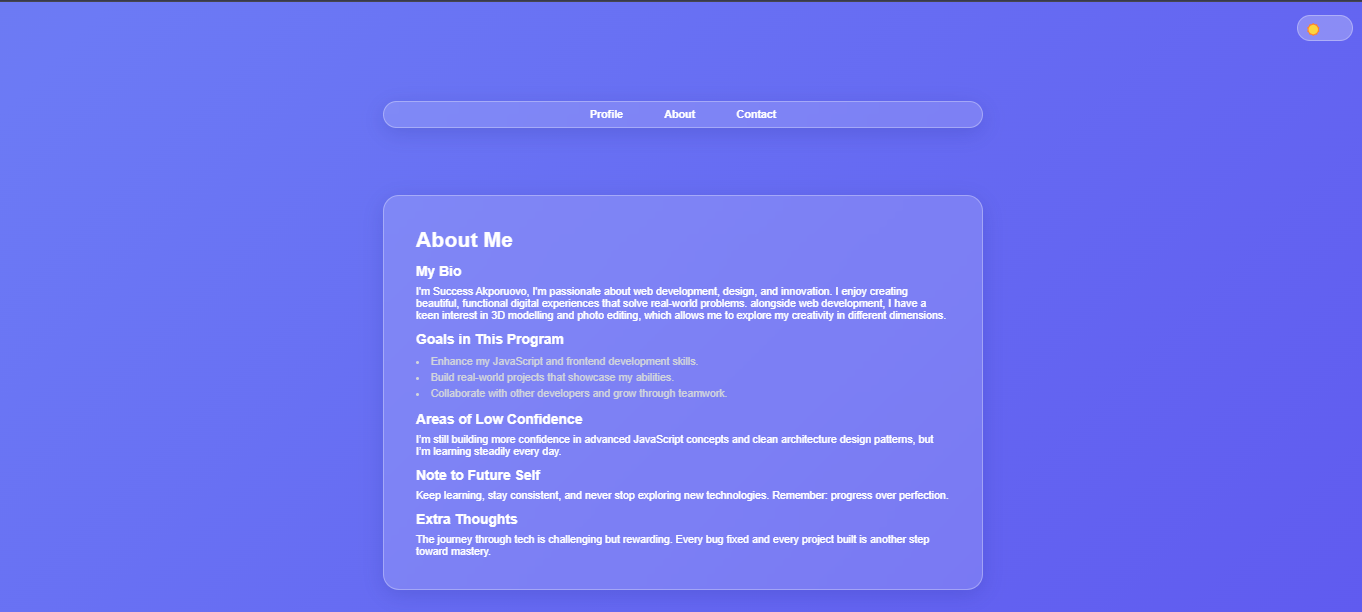 Profile About Contact
About Me
My Bio
I'm Success Akporuovo, I'm passionate about web development, design, and innovation. I enjoy creating
beautiful, functional digital experiences that solve real-world problems. alongside web development, I have a
keen interest in 3D modelling and photo editing, which allows me to explore my creativity in different dimensions.
Goals in This Program
• Enhance my JavaScript and frontend development skills.
• Build real-world projects that showcase my abilities.
• Collaborate with other developers and grow through teamwork.
Areas of Low Confidence
I'm still building more confidence in advanced JavaScript concepts and clean architecture design patterns, but
I'm learning steadily every day.
Note to Future Self
Keep learning, stay consistent, and never stop exploring new technologies. Remember: progress over perfection.
Extra Thoughts
The journey through tech is challenging but rewarding. Every bug fixed and every project built is another step
toward mastery.